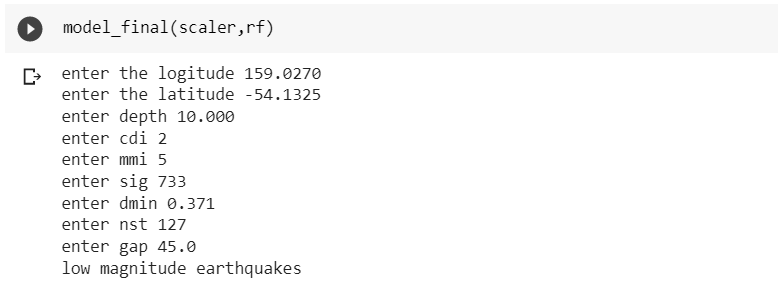 model_final(scaler,rf)
enter the logitude 159.0270
enter the latitude -54.1325
enter depth 10.000
enter cdi 2
enter mmi 5
enter sig 733
enter dmin 0.371
enter nst 127
enter gap 45.0
low magnitude earthquakes